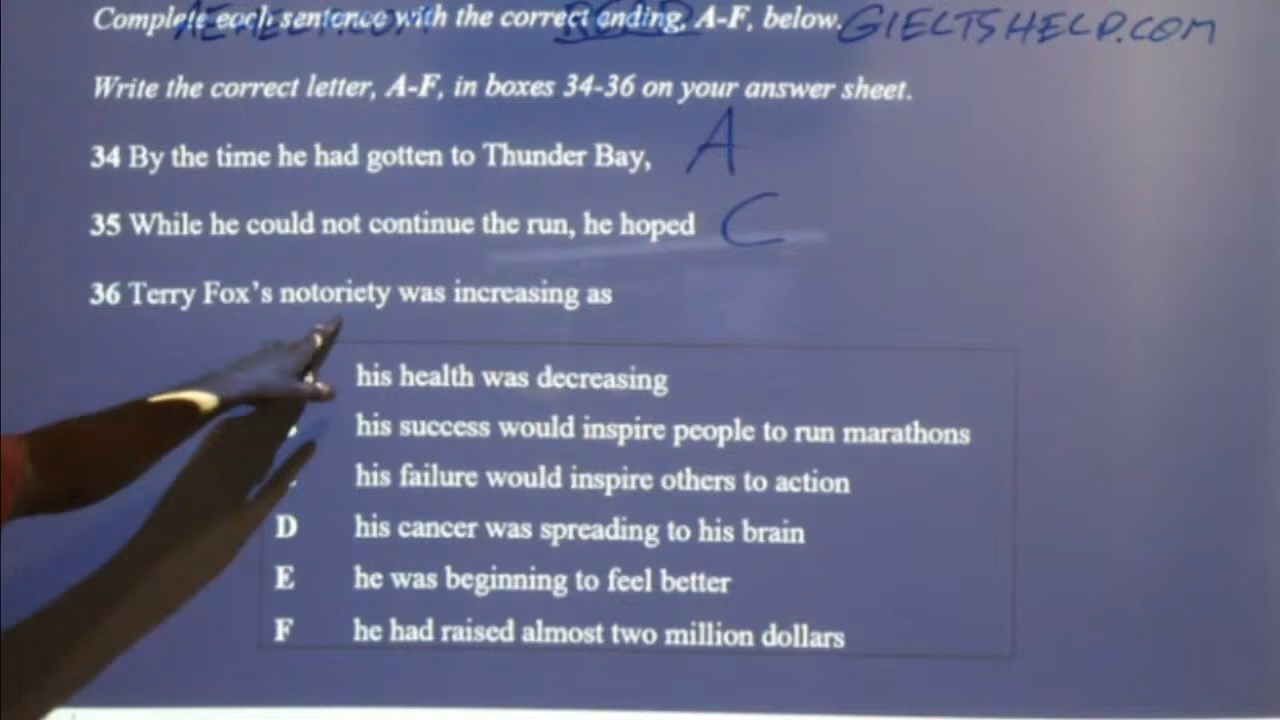 Complete each sentence with the correct ending, A-F, below. GIELTSHELP.COM
AEHELP.COM READ
Write the correct letter, A-F, in boxes 34-36 on your answer sheet.
34 By the time he had gotten to Thunder Bay, A
35 While he could not continue the run, he hoped C
36 Terry Fox's notoriety was increasing as
his health was decreasing
his success would inspire people to run marathons
his failure would inspire others to action
D his cancer was spreading to his brain
E he was beginning to feel better
F he had raised almost two million dollars